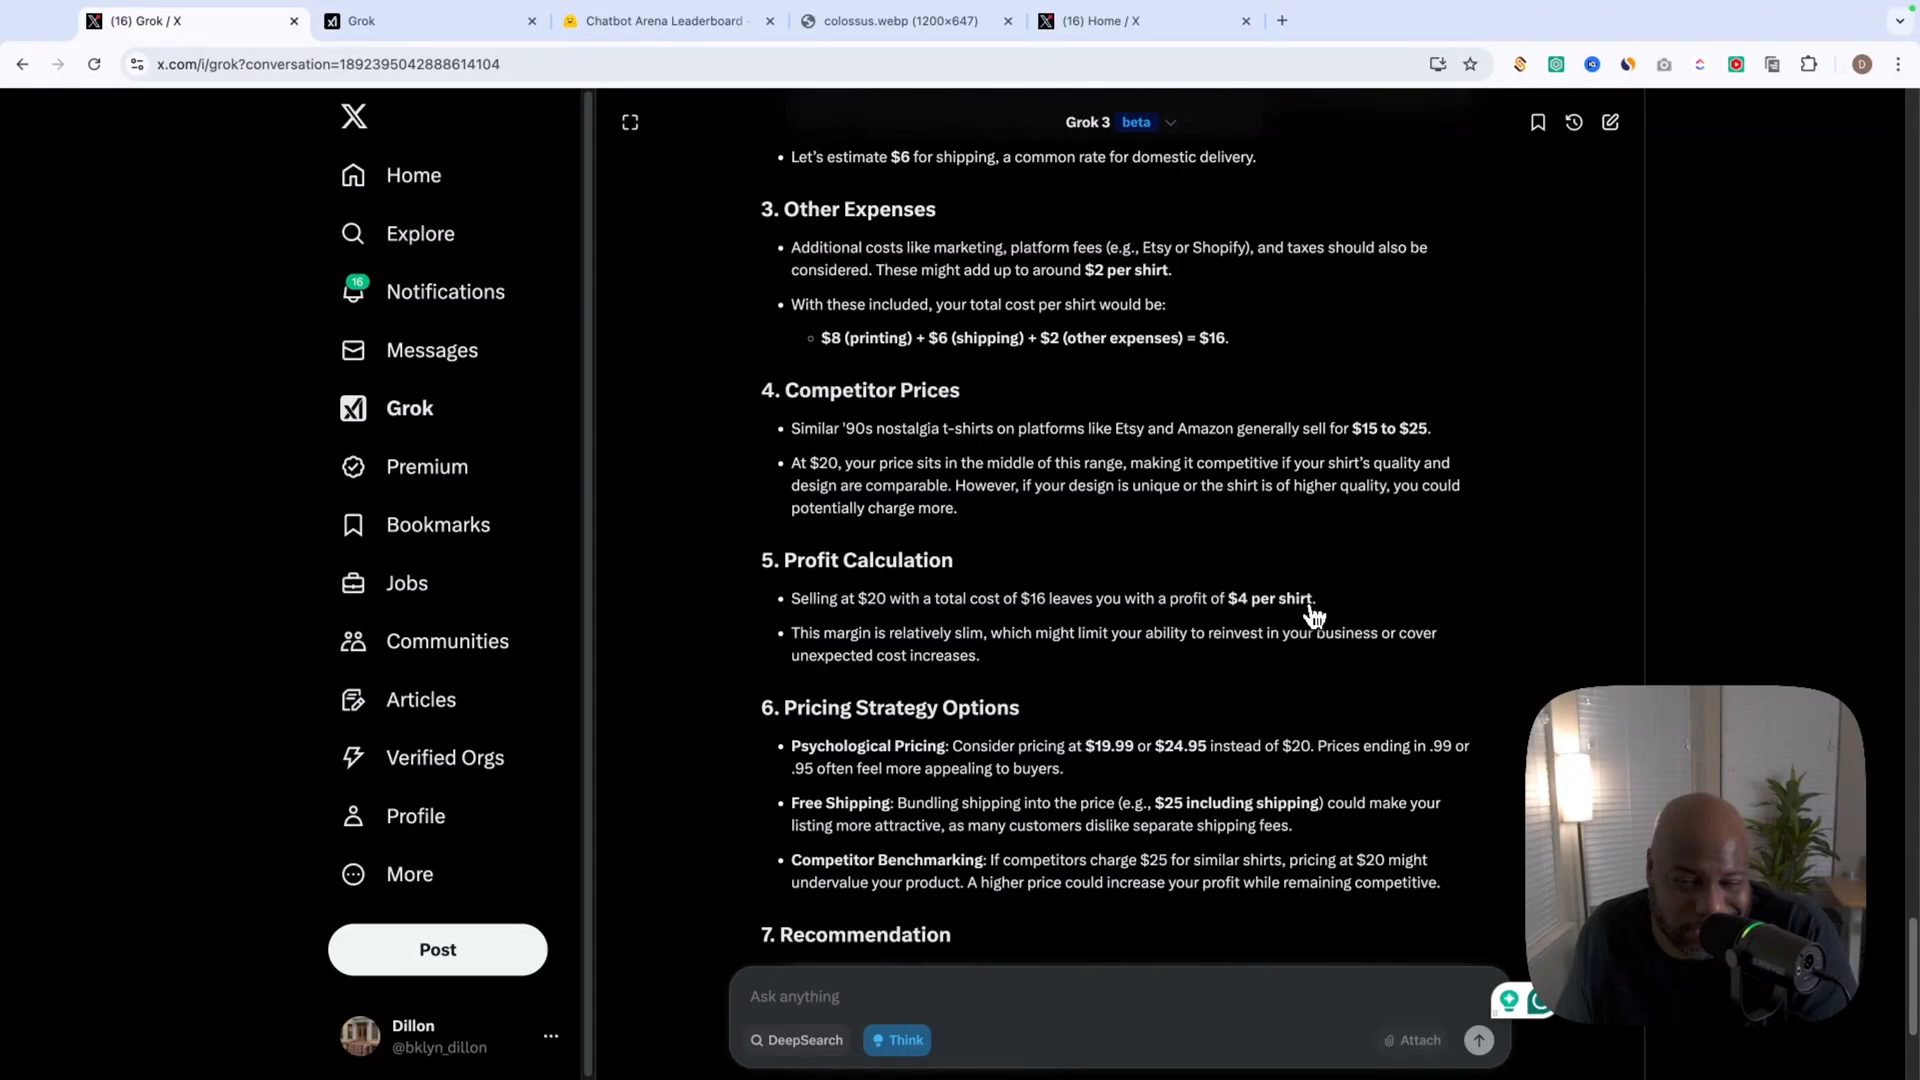 (16) Grok / X
Grok
Chatbot Arena Leaderboard -
colossus.webp (1200×647)
(16) Home / X
x.com/i/grok?conversation=1892395042888614104
D
Home
Explore
16
Notifications
Messages
Grok
Premium
Bookmarks
Jobs
Communities
Articles
Verified Orgs
Profile
More
Post
Dillon
@bklyn_dillon
Grok 3 beta
• Let's estimate $6 for shipping, a common rate for domestic delivery.
3. Other Expenses
• Additional costs like marketing, platform fees (e.g., Etsy or Shopify), and taxes should also be
considered. These might add up to around $2 per shirt.
• With these included, your total cost per shirt would be:
◦ $8 (printing) + $6 (shipping) + $2 (other expenses) = $16.
4. Competitor Prices
• Similar '90s nostalgia t-shirts on platforms like Etsy and Amazon generally sell for $15 to $25.
• At $20, your price sits in the middle of this range, making it competitive if your shirt's quality and
design are comparable. However, if your design is unique or the shirt is of higher quality, you could
potentially charge more.
5. Profit Calculation
• Selling at $20 with a total cost of $16 leaves you with a profit of $4 per shirt.
• This margin is relatively slim, which might limit your ability to reinvest in your business or cover
unexpected cost increases.
6. Pricing Strategy Options
• Psychological Pricing: Consider pricing at $19.99 or $24.95 instead of $20. Prices ending in .99 or
.95 often feel more appealing to buyers.
• Free Shipping: Bundling shipping into the price (e.g., $25 including shipping) could make your
listing more attractive, as many customers dislike separate shipping fees.
• Competitor Benchmarking: If competitors charge $25 for similar shirts, pricing at $20 might
undervalue your product. A higher price could increase your profit while remaining competitive.
7. Recommendation
Ask anything
DeepSearch
Think
Attach
SHURE